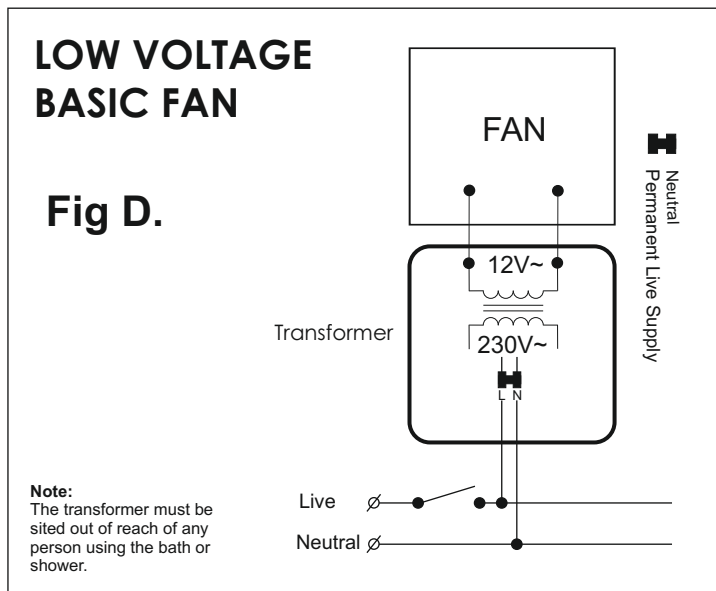 LOW VOLTAGE
BASIC FAN
Fig D.
FAN
Neutral
Permanent Live Supply
12V~
Transformer
230V~
L N
Note:
The transformer must be
sited out of reach of any
person using the bath or
shower.
Live
Neutral